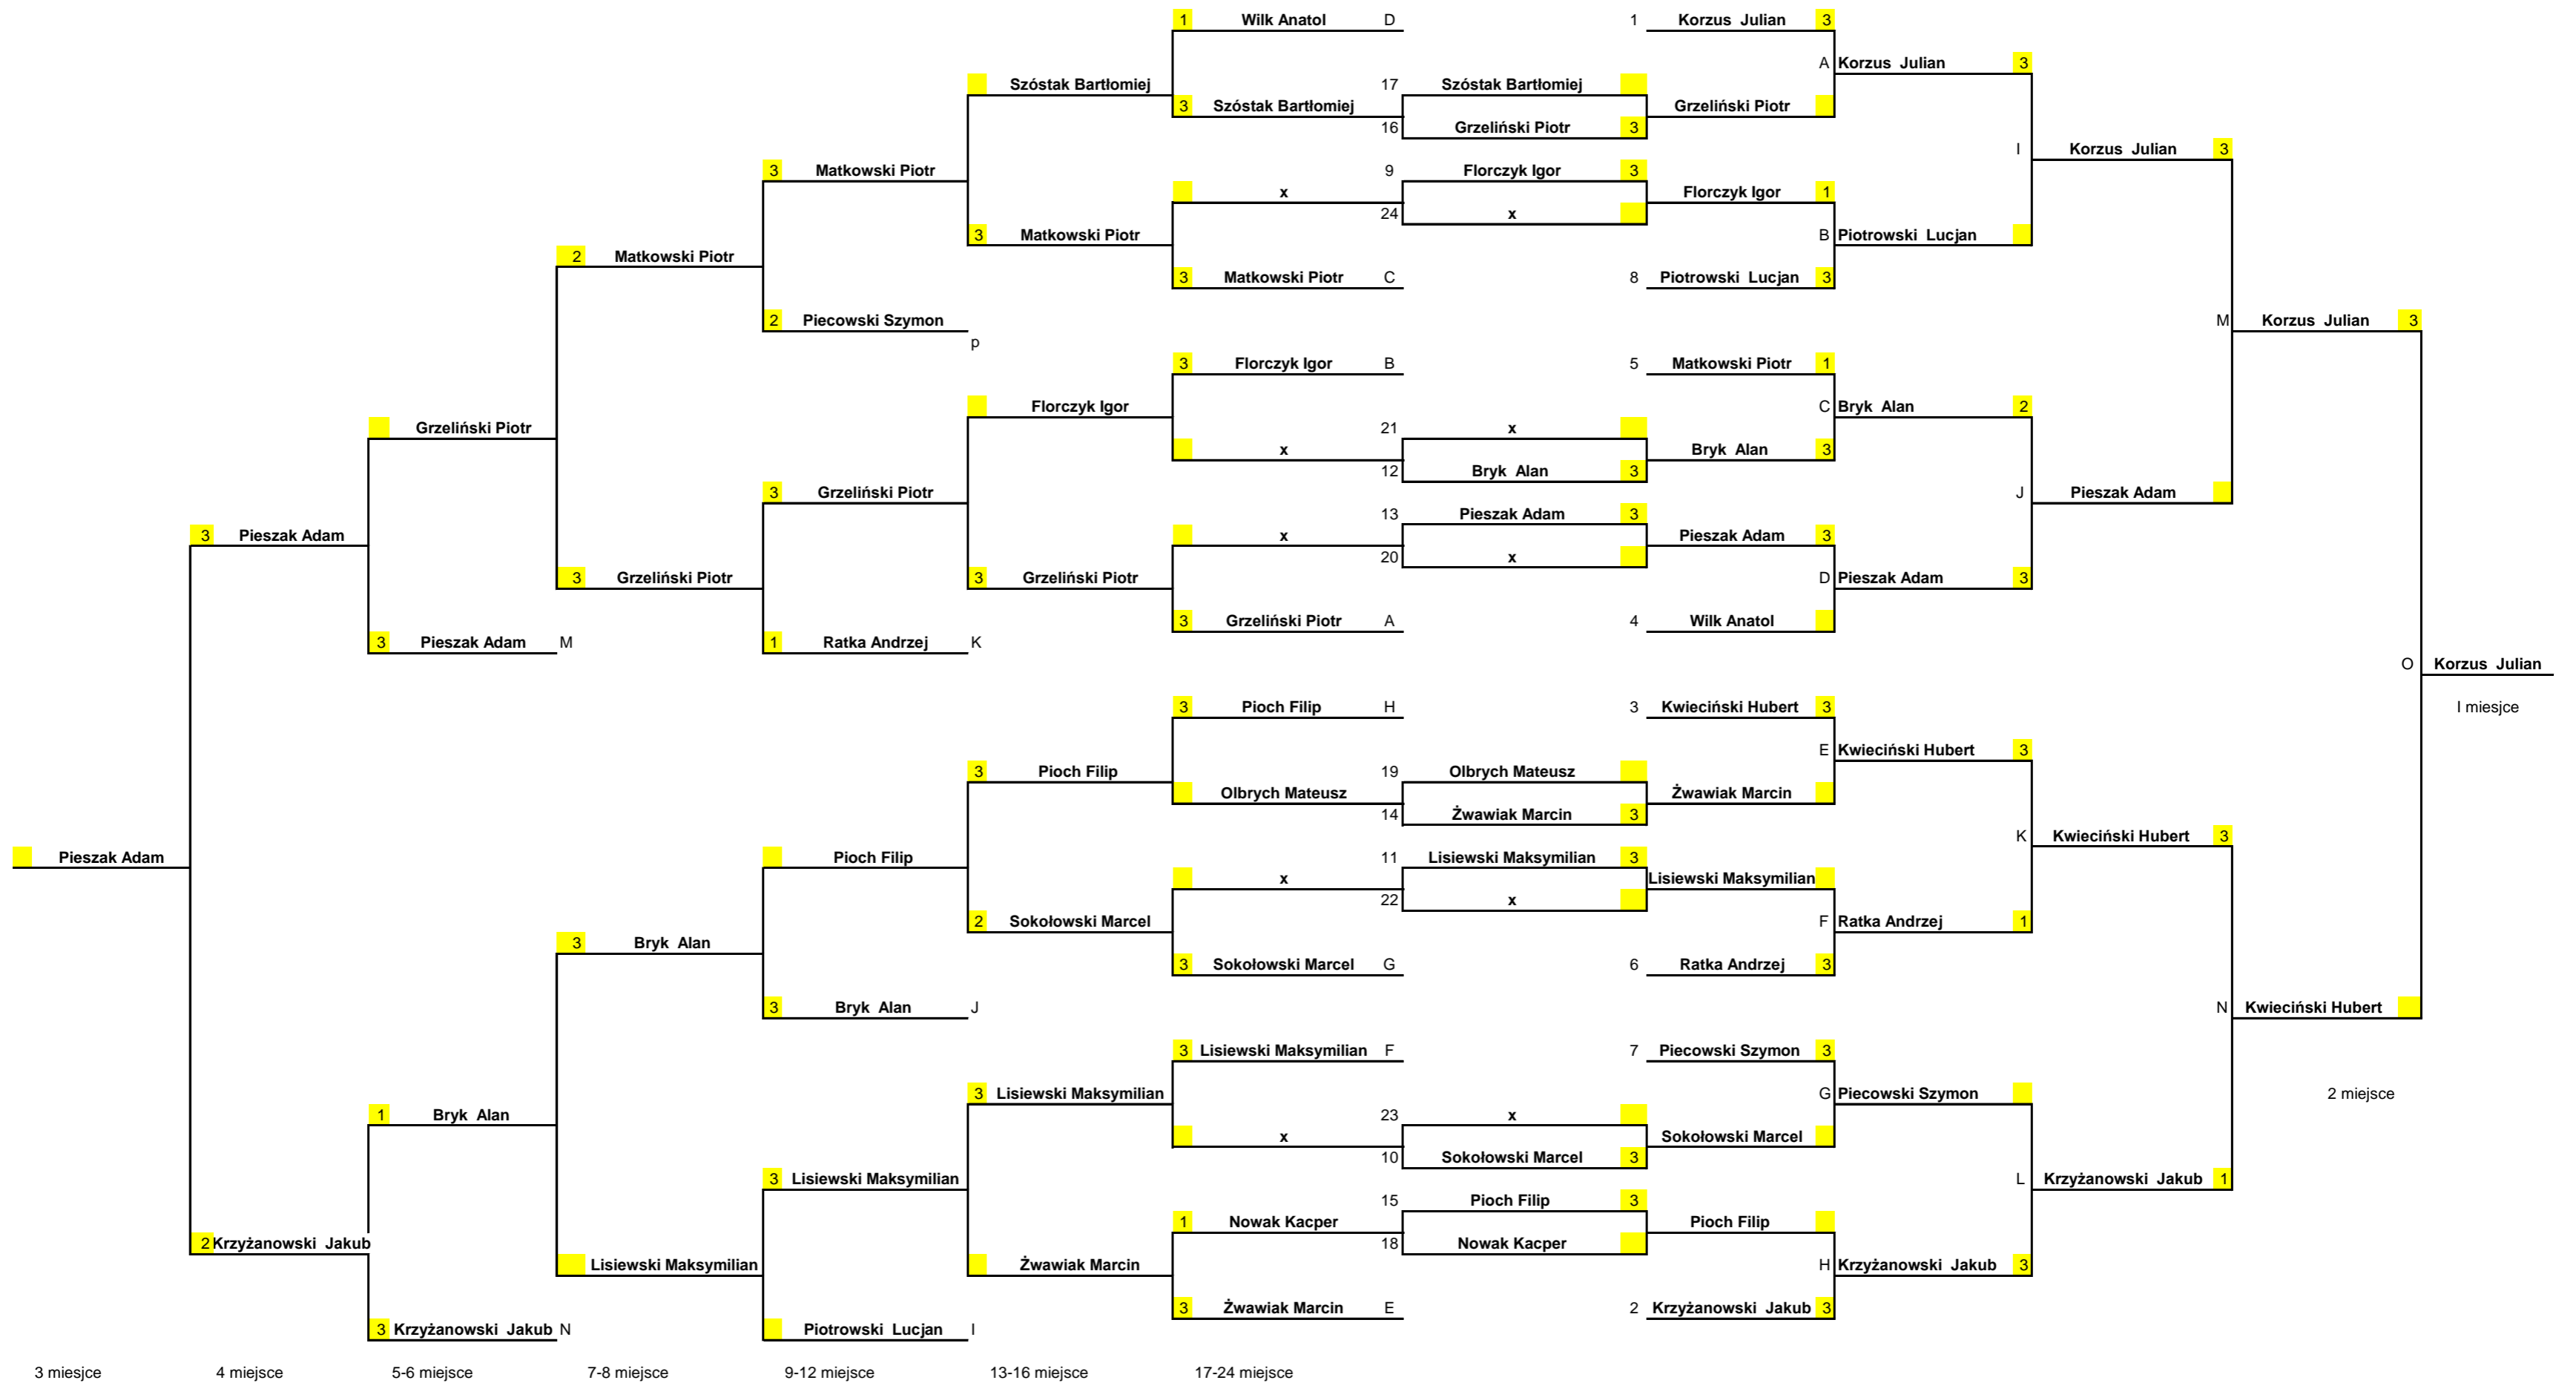 1 Wilk Anatol D 1 Korzus Julian 3
A Korzus Julian 3
Szóstak Bartłomiej 17 Szóstak Bartłomiej
3 Szóstak Bartłomiej Grzeliński Piotr
16 Grzeliński Piotr 3
I Korzus Julian 3
3 Matkowski Piotr 9 Florczyk Igor 3
x Florczyk Igor 1
24 x
3 Matkowski Piotr B Piotrowski Lucjan
2 Matkowski Piotr
3 Matkowski Piotr C 8 Piotrowski Lucjan 3
2 Piecowski Szymon M Korzus Julian 3
p
3 Florczyk Igor B 5 Matkowski Piotr 1
Florczyk Igor C Bryk Alan 2
Grzeliński Piotr 21 x
x Bryk Alan 3
12 Bryk Alan 3
3 Grzeliński Piotr J Pieszak Adam
13 Pieszak Adam 3
3 Pieszak Adam x Pieszak Adam 3
20 x
3 Grzeliński Piotr 3 Grzeliński Piotr D Pieszak Adam 3
3 Grzeliński Piotr A 4 Wilk Anatol
3 Pieszak Adam M 1 Ratka Andrzej K
O Korzus Julian
3 Pioch Filip H 3 Kwieciński Hubert 3 I miesjce
E Kwieciński Hubert 3
3 Pioch Filip 19 Olbrych Mateusz
Olbrych Mateusz Żwawiak Marcin
14 Żwawiak Marcin 3
K Kwieciński Hubert 3
Pieszak Adam Pioch Filip 11 Lisiewski Maksymilian 3
x Lisiewski Maksymilian
22 x
2 Sokołowski Marcel F Ratka Andrzej 1
3 Bryk Alan
3 Sokołowski Marcel G 6 Ratka Andrzej 3
3 Bryk Alan J N Kwieciński Hubert
3 Lisiewski Maksymilian F 7 Piecowski Szymon 3
3 Lisiewski Maksymilian G Piecowski Szymon 2 miejsce
1 Bryk Alan 23 x
x Sokołowski Marcel
10 Sokołowski Marcel 3
3 Lisiewski Maksymilian L Krzyżanowski Jakub 1
15 Pioch Filip 3
1 Nowak Kacper Pioch Filip
2 Krzyżanowski Jakub 18 Nowak Kacper
Lisiewski Maksymilian Żwawiak Marcin H Krzyżanowski Jakub 3
3 Żwawiak Marcin E 2 Krzyżanowski Jakub 3
3 Krzyżanowski Jakub N Piotrowski Lucjan I
3 miesjce 4 miejsce 5-6 miejsce 7-8 miejsce 9-12 miejsce 13-16 miejsce 17-24 miejsce